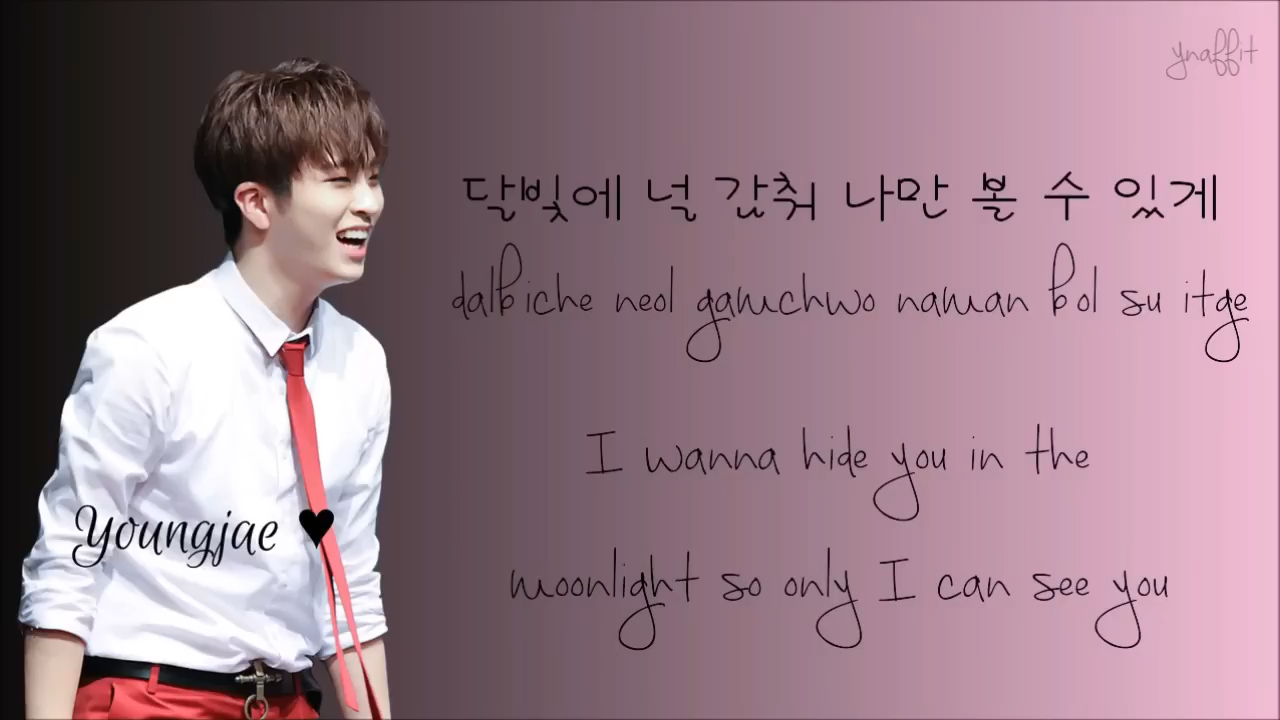 ynaffit
달빛에 널 감춰 나만 볼 수 있게
dalbiche neol gamchwo naman bol su itge
I wanna hide you in the
moonlight so only I can see you
Youngjae ♥